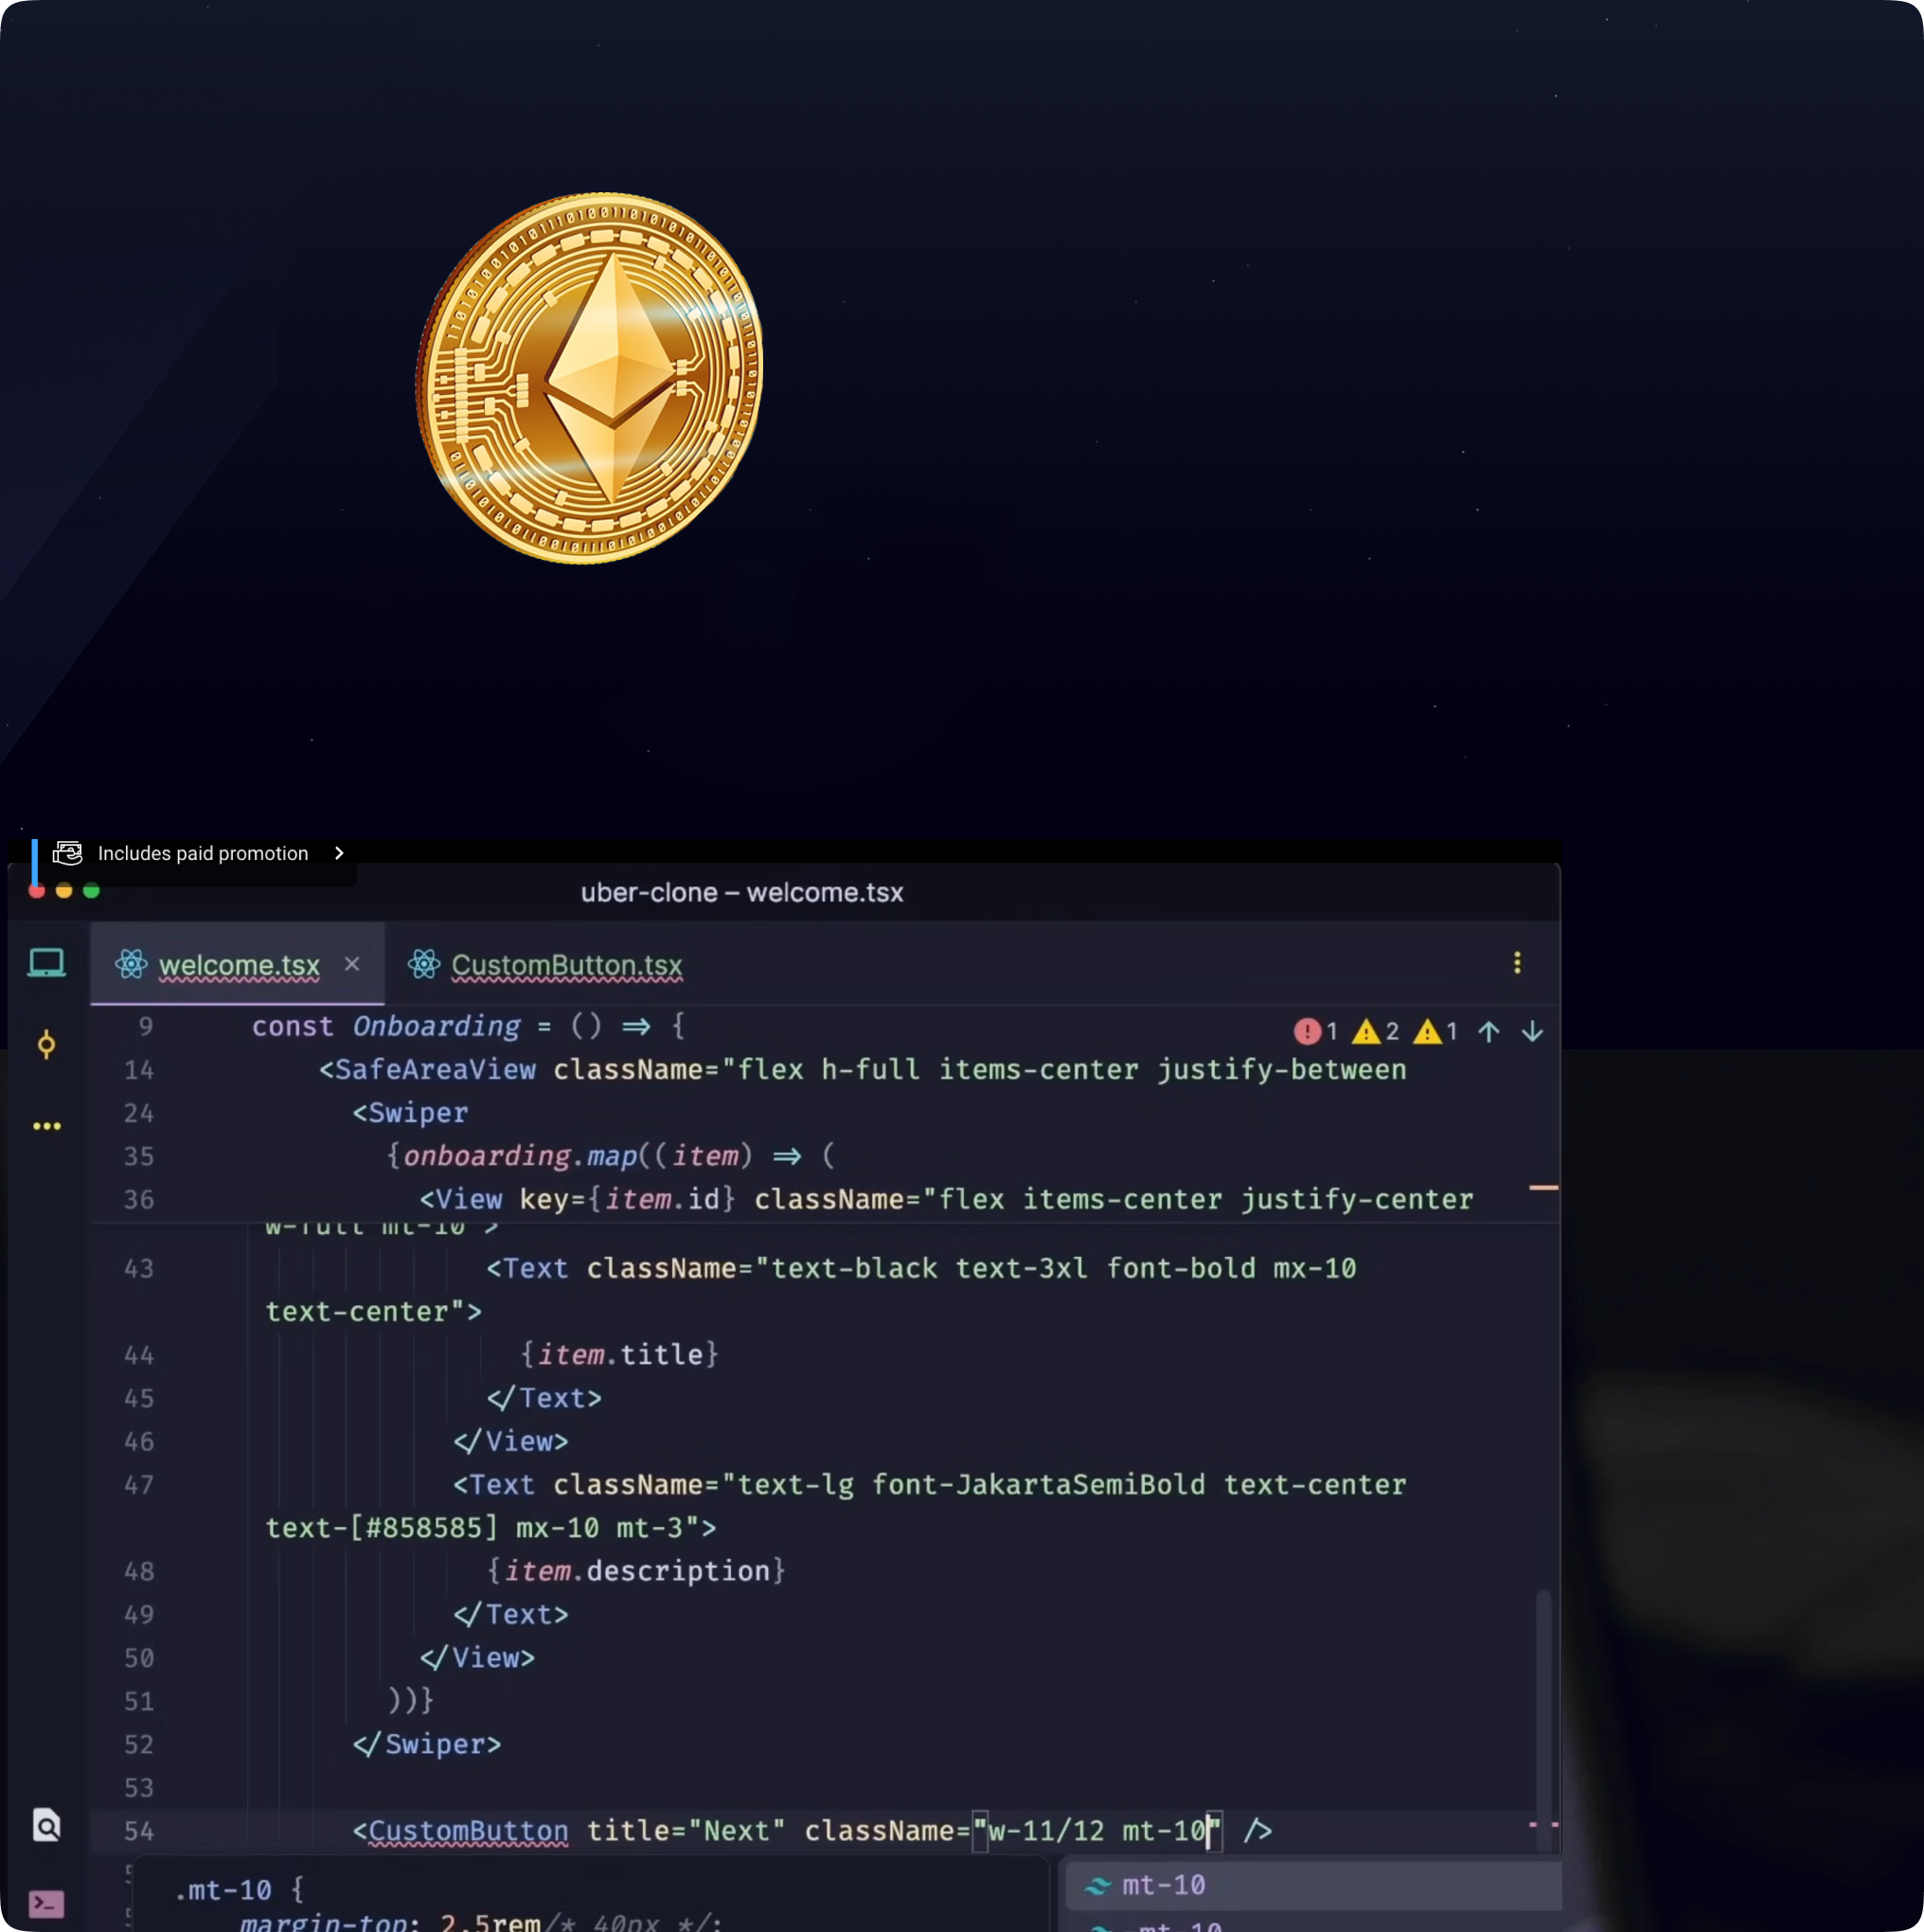 Includes paid promotion
uber-clone – welcome.tsx
welcome.tsx
CustomButton.tsx
9 const Onboarding = () => {
1 2 1
14 <SafeAreaView className="flex h-full items-center justify-between
24 <Swiper
35 {onboarding.map((item) => (
36 <View key={item.id} className="flex items-center justify-center
w-full mt-10">
43 <Text className="text-black text-3xl font-bold mx-10
text-center">
44 {item.title}
45 </Text>
46 </View>
47 <Text className="text-lg font-JakartaSemiBold text-center
text-[#858585] mx-10 mt-3">
48 {item.description}
49 </Text>
50 </View>
51 ))}
52 </Swiper>
53
54 <CustomButton title="Next" className="w-11/12 mt-10" />
.mt-10 {
margin-top: 2.5rem/* 40px */;
mt-10
-mt-10